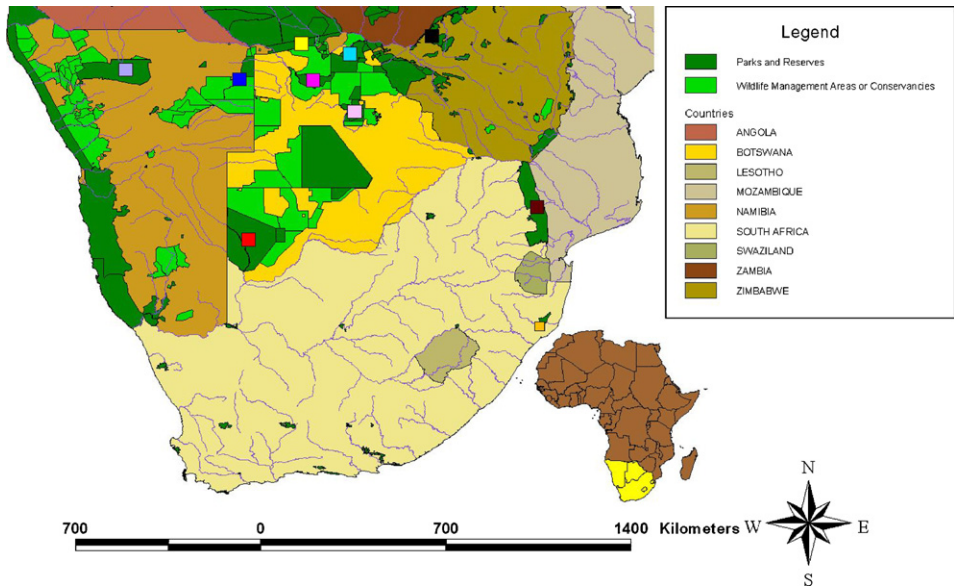 Legend
Parks and Reserves
Wildlife Management Areas or Conservancies
Countries
ANGOLA
BOTSWANA
LESOTHO
MOZAMBIQUE
NAMIBIA
SOUTH AFRICA
SWAZILAND
ZAMBIA
ZIMBABWE
700 0 700 1400 Kilometers
N
W E
S